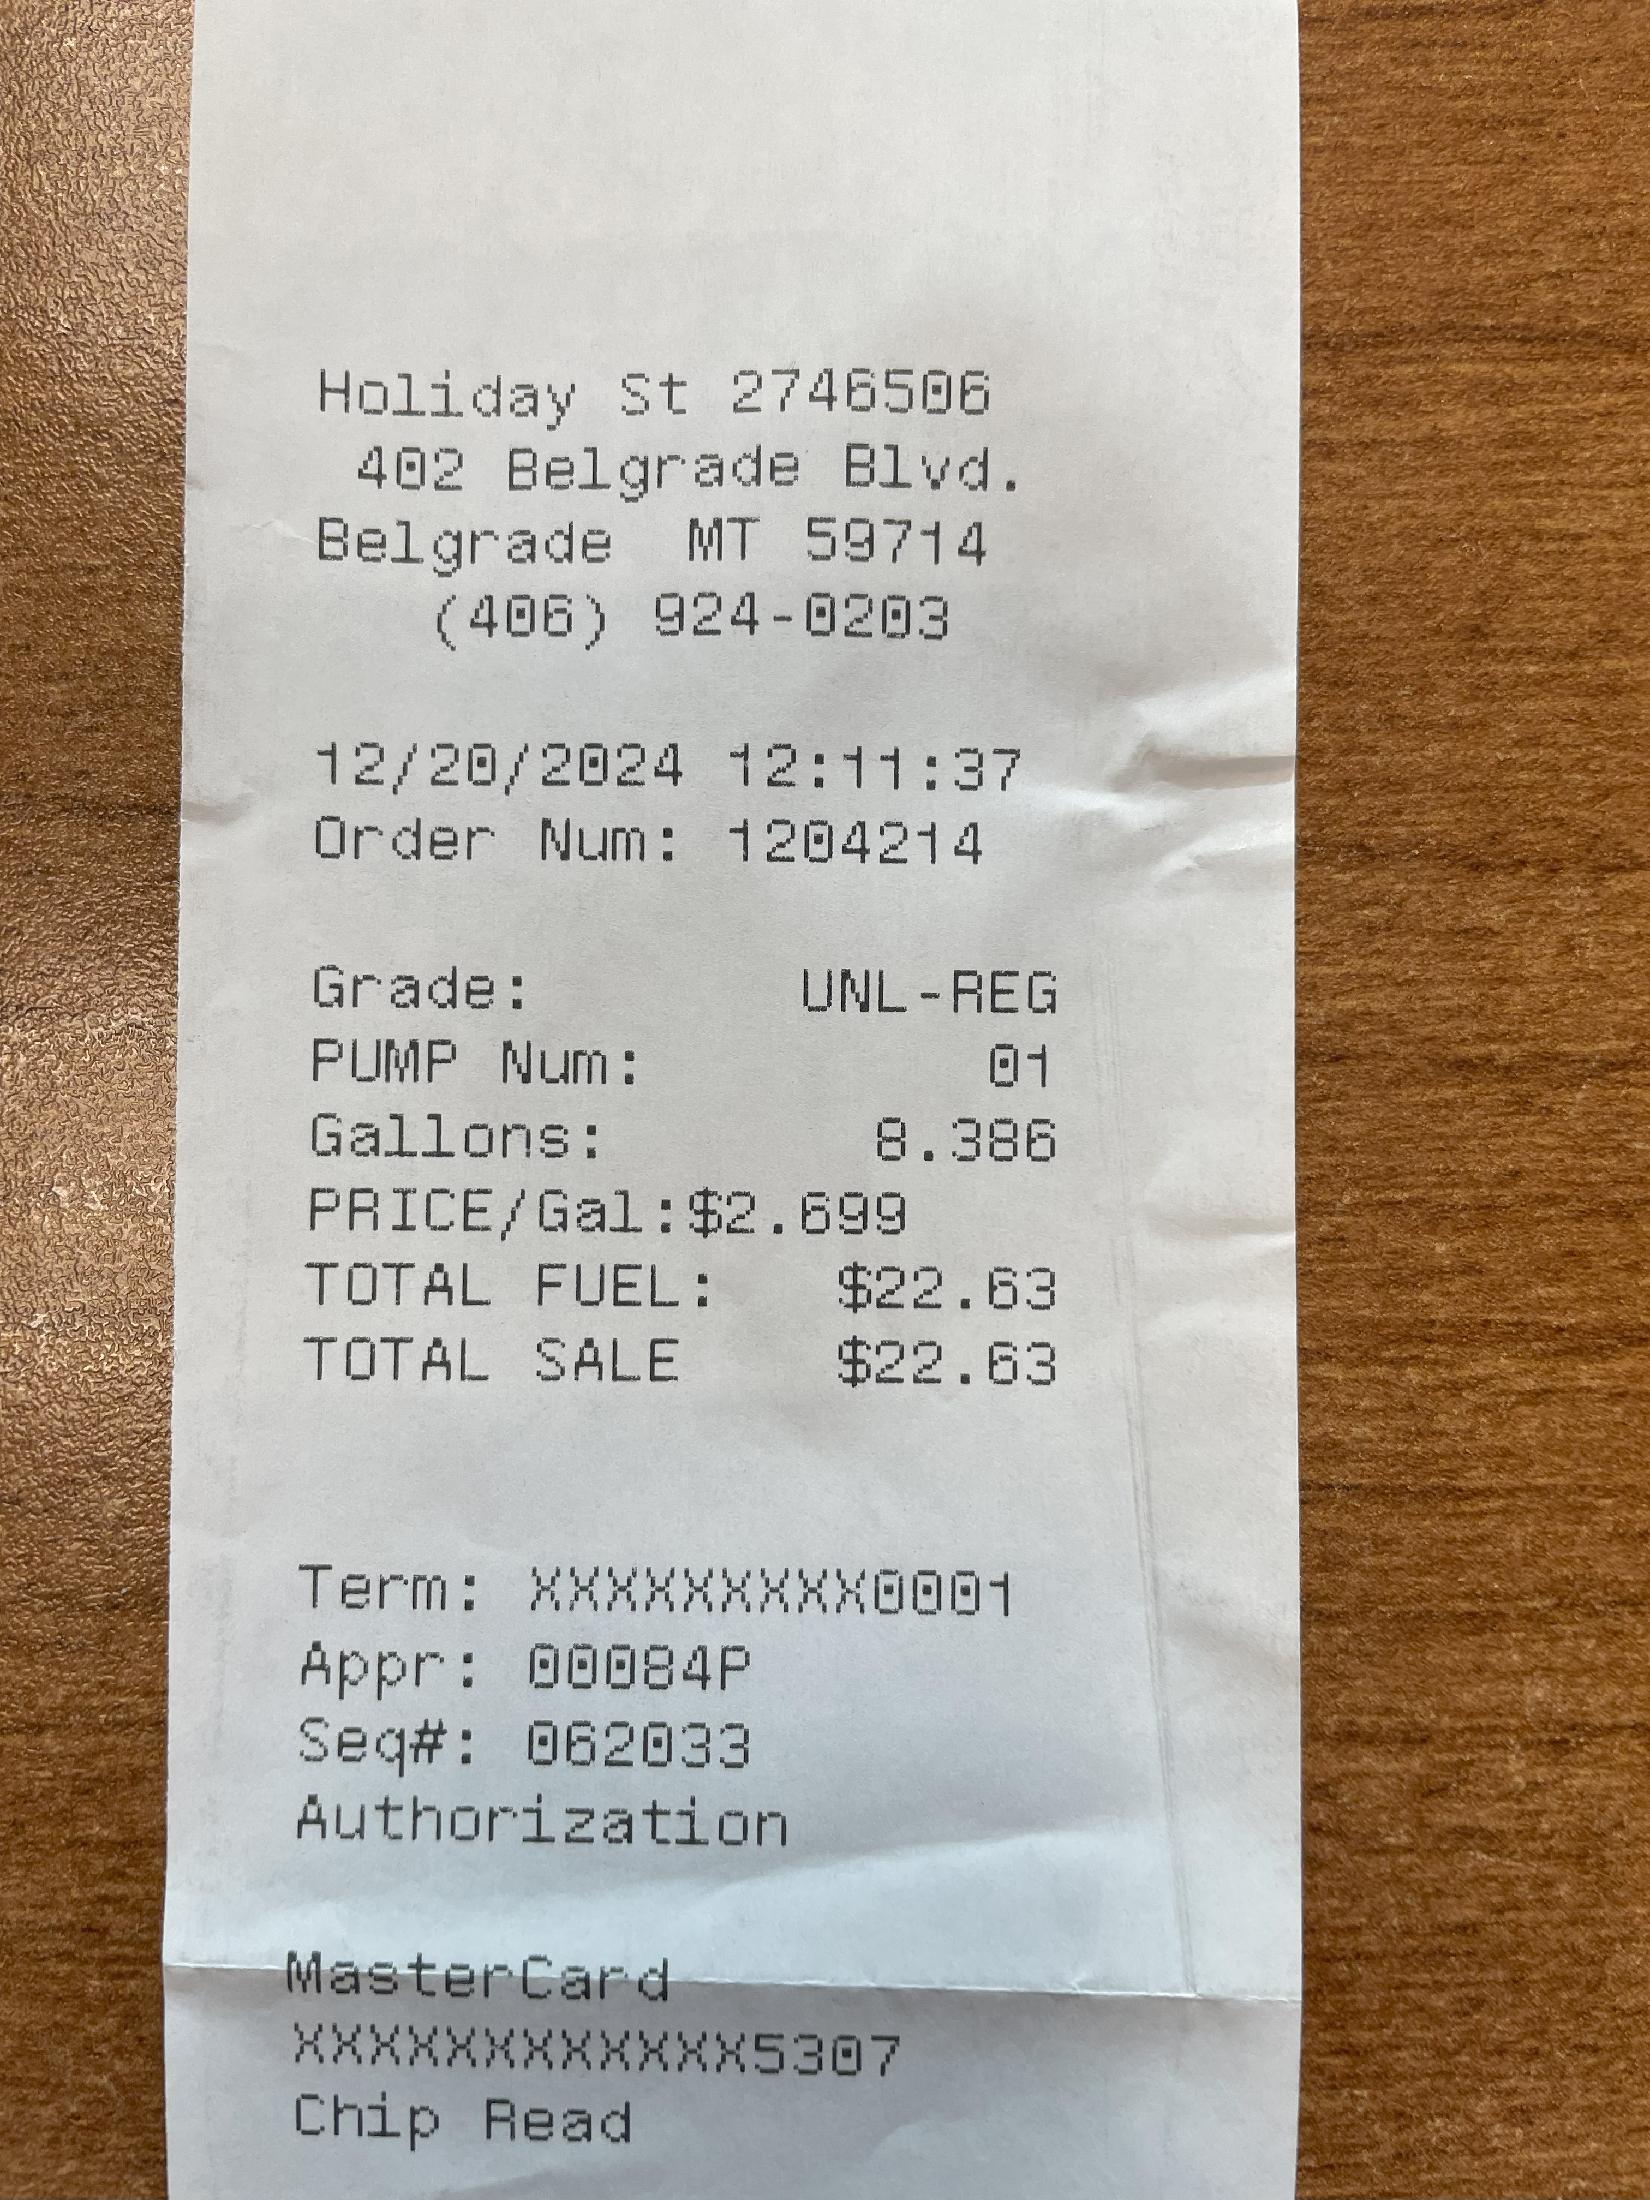 Holiday St 2746506
402 Belgrade Blvd.
Belgrade MT 59714
(406) 924-0203
12/20/2024 12:11:37
Order Num: 1204214
Grade: UNL-REG
PUMP Num: 01
Gallons: 8.386
PRICE/Gal:$2.699
TOTAL FUEL: $22.63
TOTAL SALE $22.63
Term: XXXXXXXXX0001
Appr: 00084P
Seq#: 062033
Authorization
MasterCard
XXXXXXXXXXXX5307
Chip Read